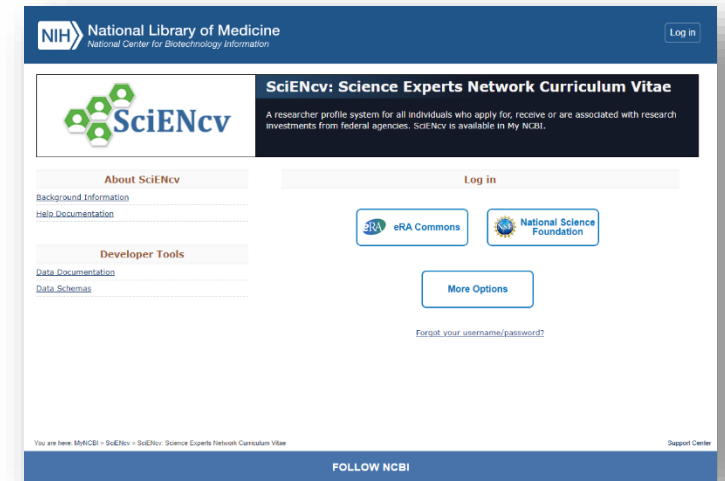 NIH
National Library of Medicine
National Center for Biotechnology Information
Log in
SciENcv
SciENcv: Science Experts Network Curriculum Vitae
A researcher profile system for all individuals who apply for, receive or are associated with research
investments from federal agencies. SciENcv is available in My NCBI.
About SciENcv
Background Information
Help Documentation
Developer Tools
Data Documentation
Data Schemas
Log in
eRA
eRA Commons
NSF
National Science
Foundation
More Options
Forgot your username/password?
You are here: MyNCBI > SciENcv > SciENcv: Science Experts Network Curriculum Vitae
Support Center
FOLLOW NCBI